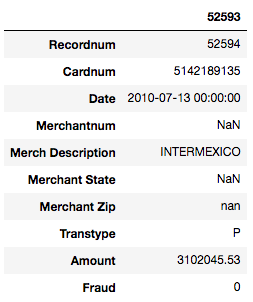 52593
Recordnum 52594
Cardnum 5142189135
Date 2010-07-13 00:00:00
Merchantnum NaN
Merch Description INTERMEXICO
Merchant State NaN
Merchant Zip nan
Transtype P
Amount 3102045.53
Fraud 0